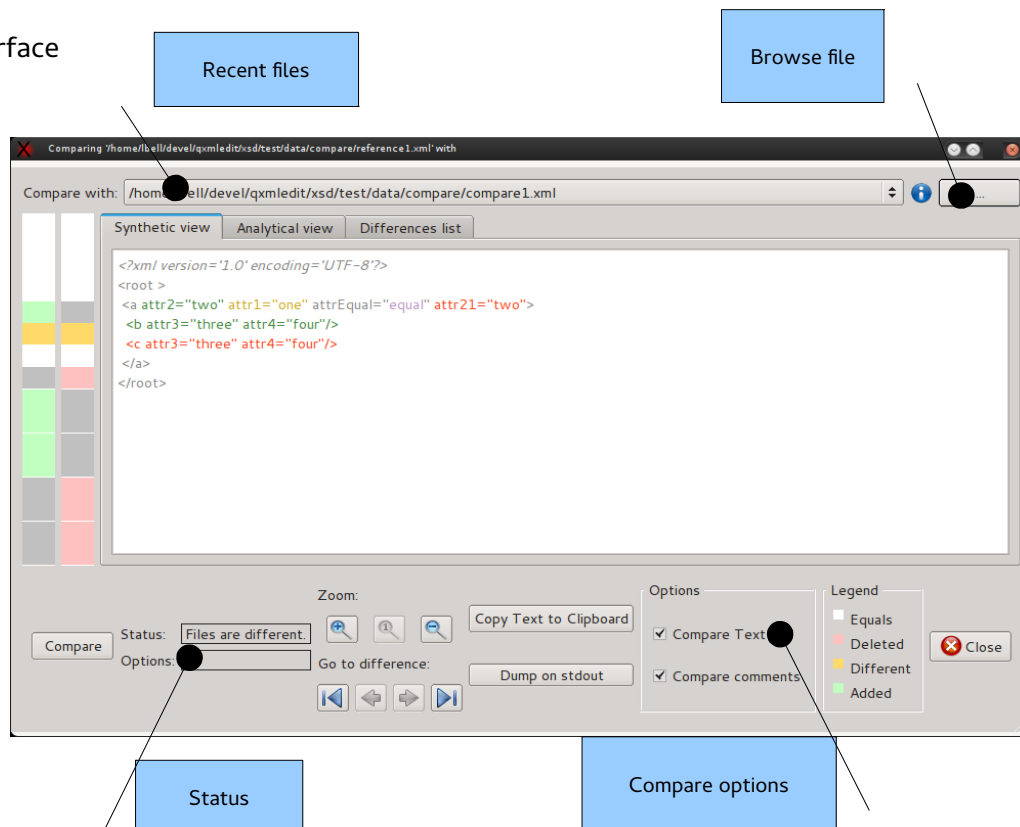 rface
Recent files
Browse file
Comparing '/home/lbell/devel/qxmledit/xsd/test/data/compare/reference1.xml' with
Compare with:
/home ell/devel/qxmledit/xsd/test/data/compare/compare1.xml
Synthetic view
Analytical view
Differences list
<?xml version='1.0' encoding='UTF-8'?>
<root >
<a attr2="two" attr1="one" attrEqual="equal" attr21="two">
<b attr3="three" attr4="four"/>
<c attr3="three" attr4="four"/>
</a>
</root>
Compare
Status:
Files are different.
Options:
Zoom:
Go to difference:
Copy Text to Clipboard
Dump on stdout
Options
Compare Text
Compare comments
Legend
Equals
Deleted
Different
Added
Close
Status
Compare options